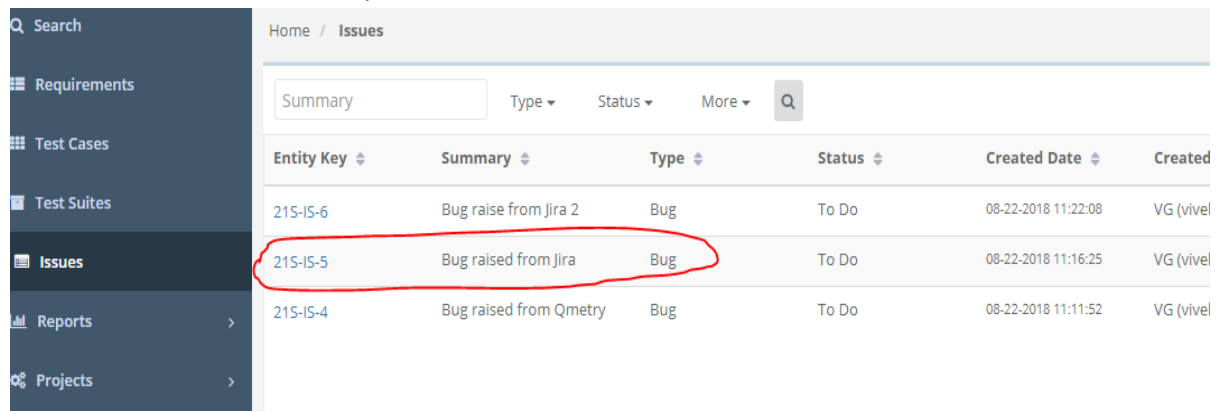 Search
Requirements
Test Cases
Test Suites
Issues
Reports
Projects
Home / Issues
Summary Type Status More
Entity Key Summary Type Status Created Date Created
21S-IS-6 Bug raise from Jira 2 Bug To Do 08-22-2018 11:22:08 VG (vivel
21S-IS-5 Bug raised from Jira Bug To Do 08-22-2018 11:16:25 VG (vivel
21S-IS-4 Bug raised from Qmetry Bug To Do 08-22-2018 11:11:52 VG (vivel